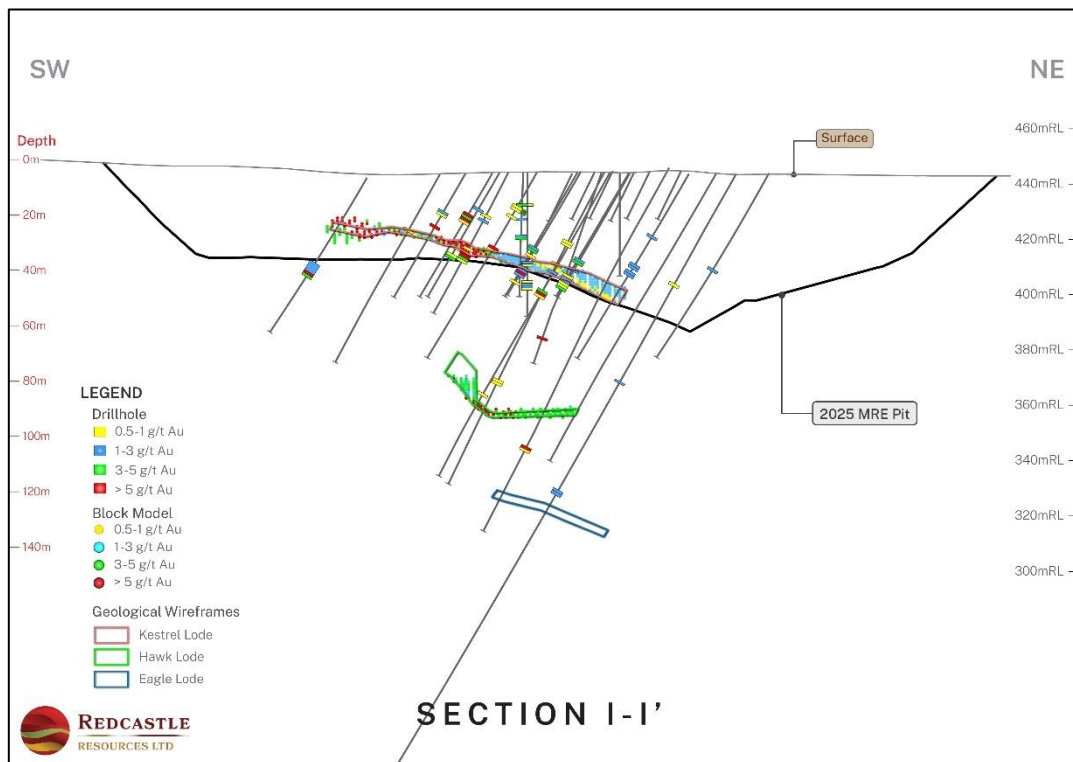 SW
NE
Depth
0m
20m
40m
60m
80m
100m
120m
140m
460mRL
440mRL
420mRL
400mRL
380mRL
360mRL
340mRL
320mRL
300mRL
Surface
2025 MRE Pit
LEGEND
Drillhole
0.5-1 g/t Au
1-3 g/t Au
3-5 g/t Au
> 5 g/t Au
Block Model
0.5-1 g/t Au
1-3 g/t Au
3-5 g/t Au
> 5 g/t Au
Geological Wireframes
Kestrel Lode
Hawk Lode
Eagle Lode
REDCASTLE
RESOURCES LTD
SECTION I-I'